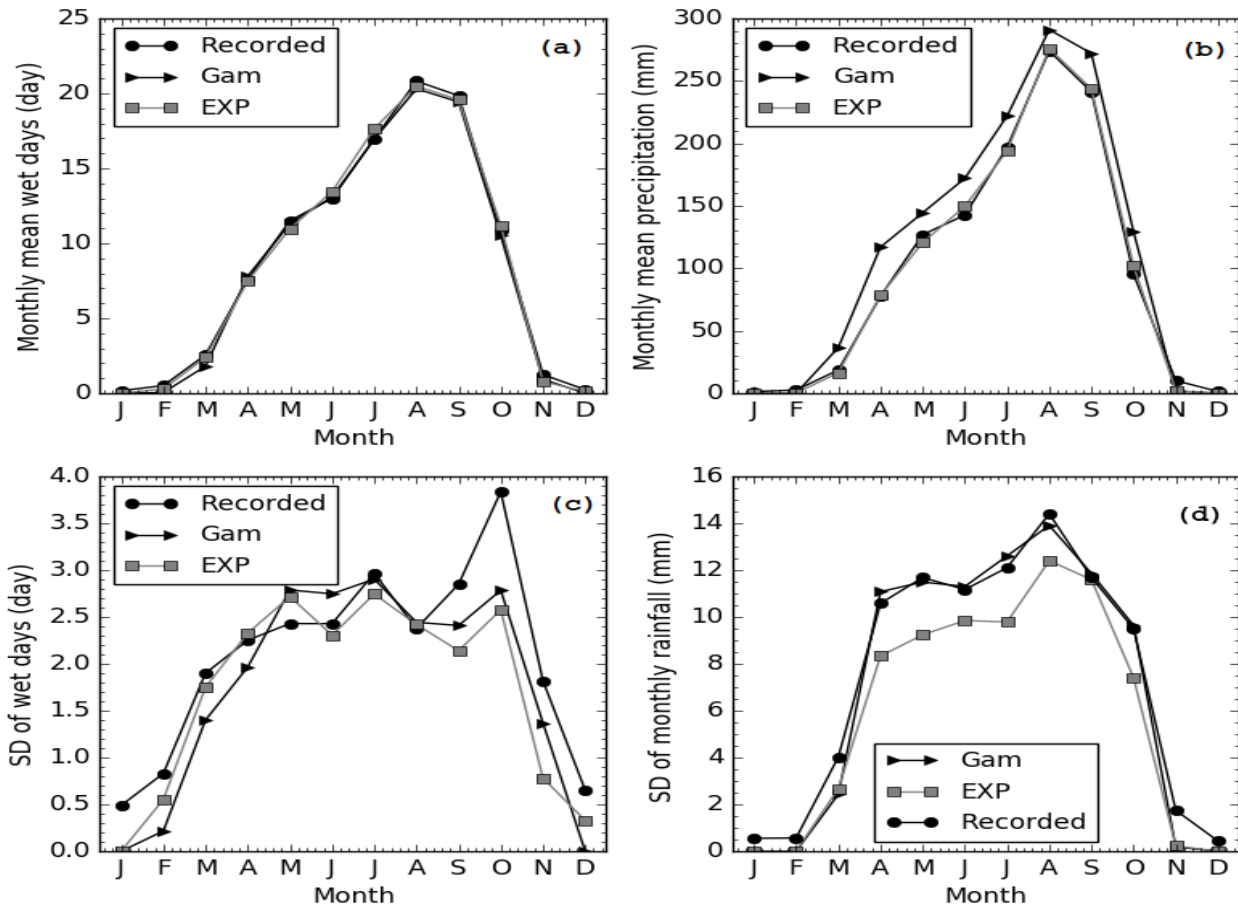 Monthly mean wet days (day)
25
20
15
10
5
0
Recorded
Gam
EXP
(a)
J F M A M J J A S O N D
Month
Monthly mean precipitation (mm)
300
250
200
150
100
50
0
Recorded
Gam
EXP
(b)
J F M A M J J A S O N D
Month
SD of wet days (day)
4.0
3.5
3.0
2.5
2.0
1.5
1.0
0.5
0.0
Recorded
Gam
EXP
(c)
J F M A M J J A S O N D
Month
SD of monthly rainfall (mm)
16
14
12
10
8
6
4
2
0
(d)
Gam
EXP
Recorded
J F M A M J J A S O N D
Month